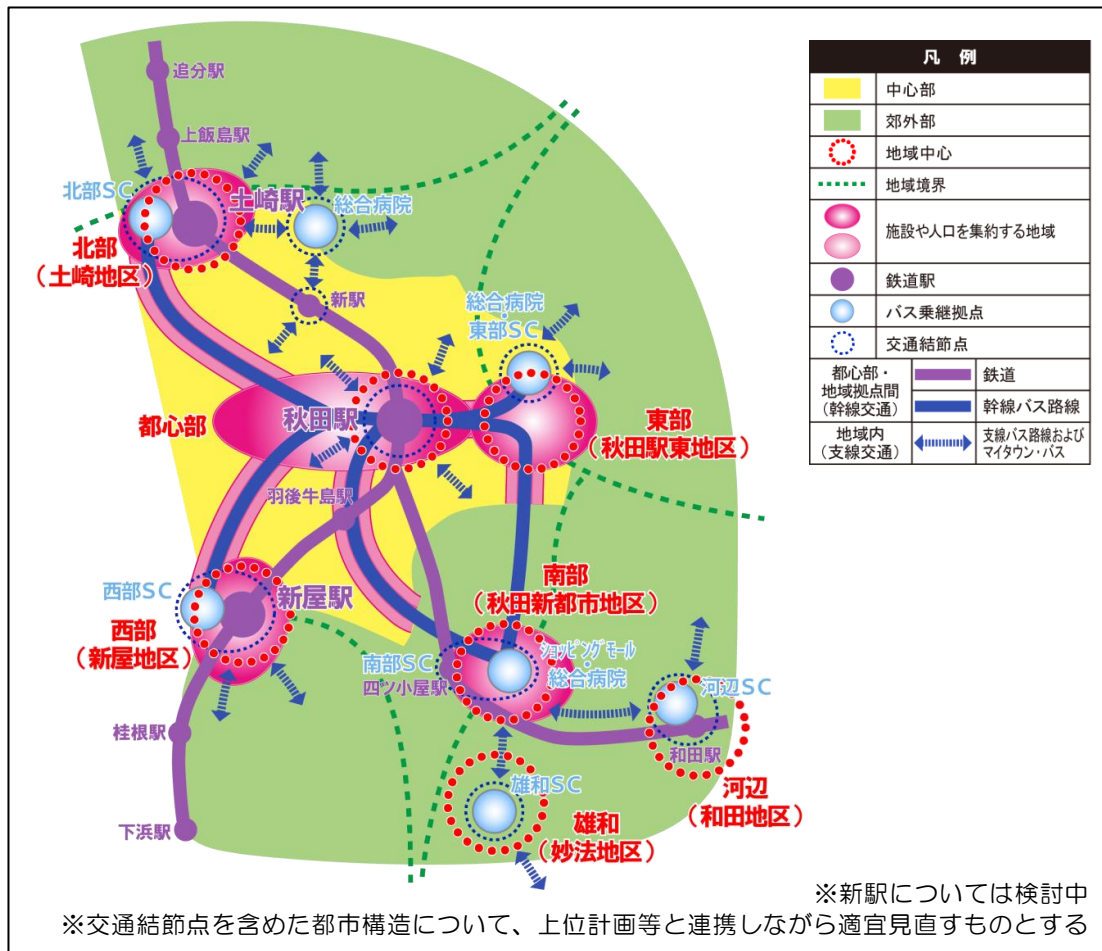 追分駅
上飯島駅
北部SC
土崎駅
総合病院
北部
（土崎地区）
新駅
総合病院
・
東部SC
都心部
秋田駅
東部
（秋田駅東地区）
羽後牛島駅
西部SC
新屋駅
西部
（新屋地区）
南部
（秋田新都市地区）
南部SC
四ツ小屋駅
ショッピングモール
・
総合病院
河辺SC
和田駅
河辺
（和田地区）
桂根駅
下浜駅
雄和SC
雄和
（妙法地区）
凡 例
中心部
郊外部
地域中心
地域境界
施設や人口を集約する地域
鉄道駅
バス乗継拠点
交通結節点
都心部・
地域拠点間
（幹線交通）
鉄道
幹線バス路線
地域内
（支線交通）
支線バス路線および
マイタウン・バス
※新駅については検討中
※交通結節点を含めた都市構造について、上位計画等と連携しながら適宜見直すものとする